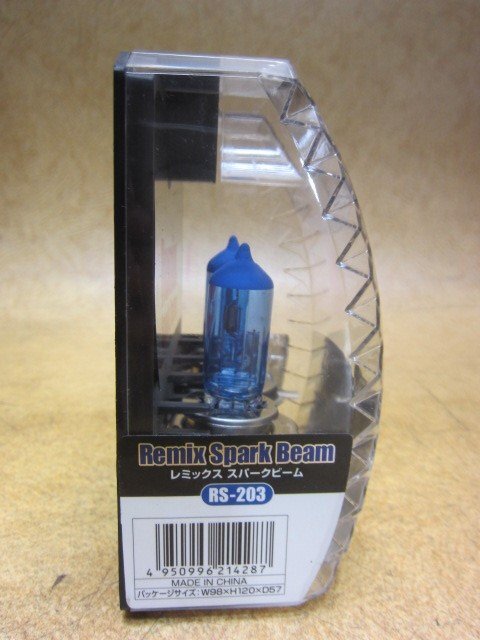 Remix Spark Beam
レミックス スパークビーム
RS-203
4 950996 214287
MADE IN CHINA
パッケージサイズ:W98×H120×D57